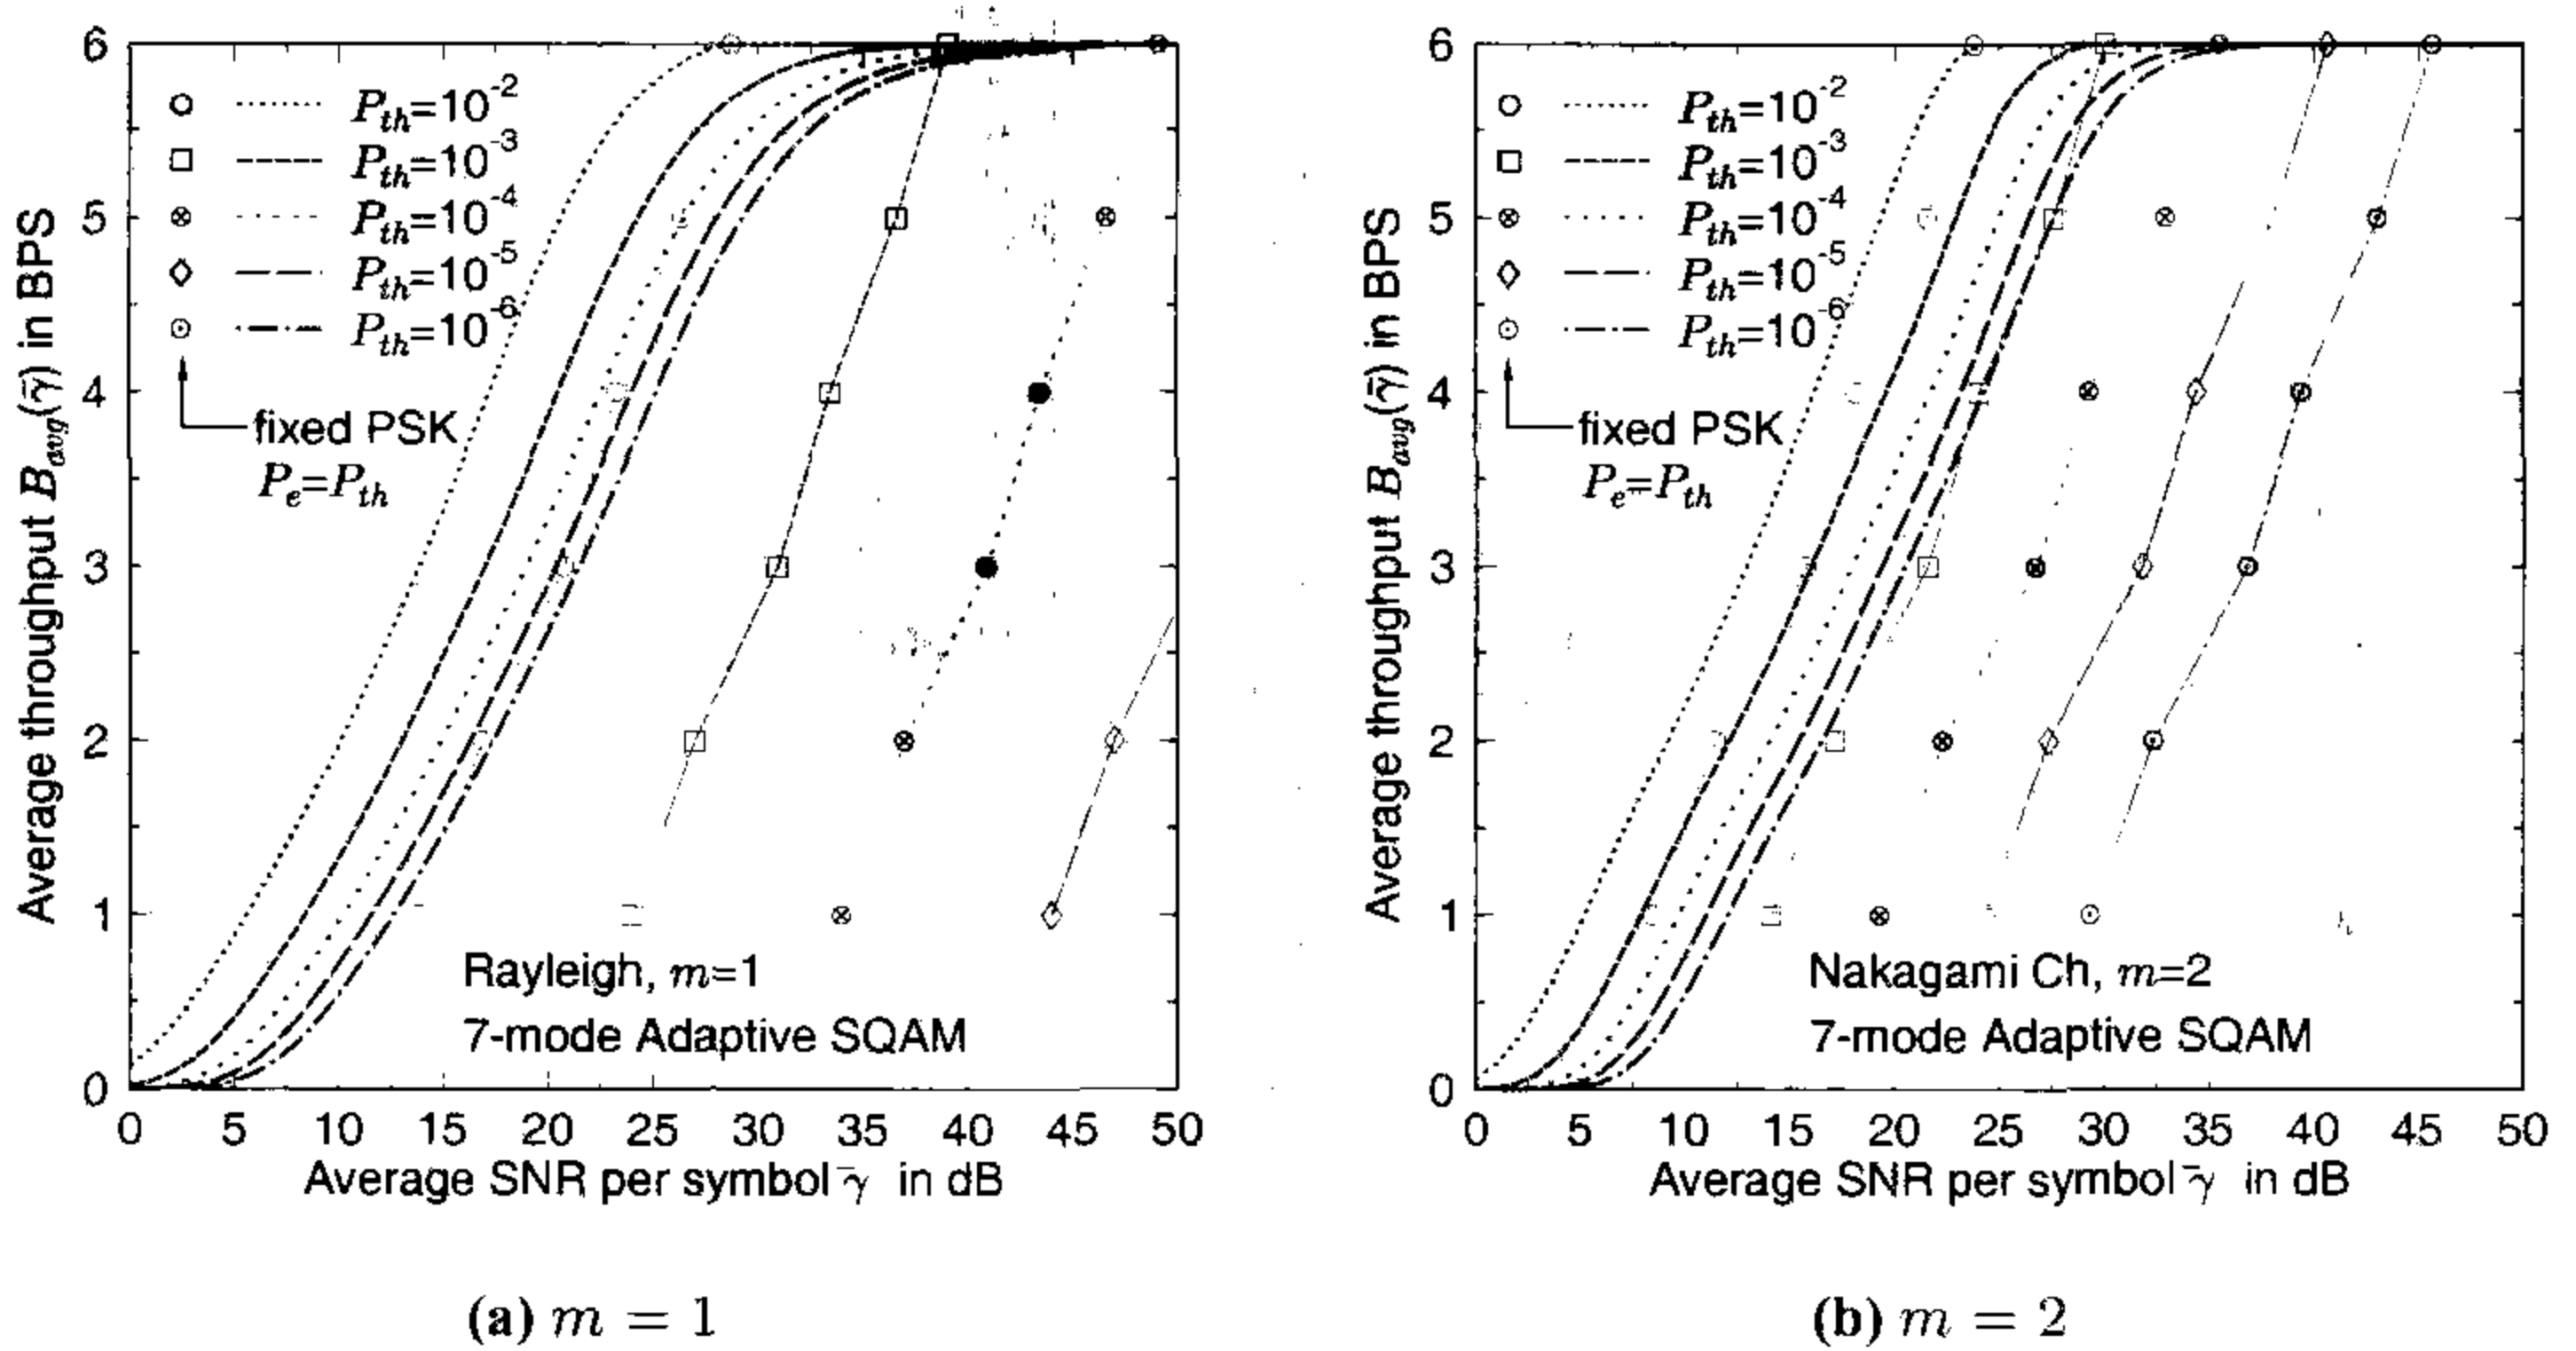 6
5
4
3
2
1
0
Average throughput B_avg(γ̄) in BPS
P_th=10^-2
P_th=10^-3
P_th=10^-4
P_th=10^-5
P_th=10^-6
fixed PSK
P_e=P_th
Rayleigh, m=1
7-mode Adaptive SQAM
0 5 10 15 20 25 30 35 40 45 50
Average SNR per symbol γ̄ in dB
(a) m = 1
6
5
4
3
2
1
0
Average throughput B_avg(γ̄) in BPS
P_th=10^-2
P_th=10^-3
P_th=10^-4
P_th=10^-5
P_th=10^-6
fixed PSK
P_e=P_th
Nakagami Ch, m=2
7-mode Adaptive SQAM
0 5 10 15 20 25 30 35 40 45 50
Average SNR per symbol γ̄ in dB
(b) m = 2